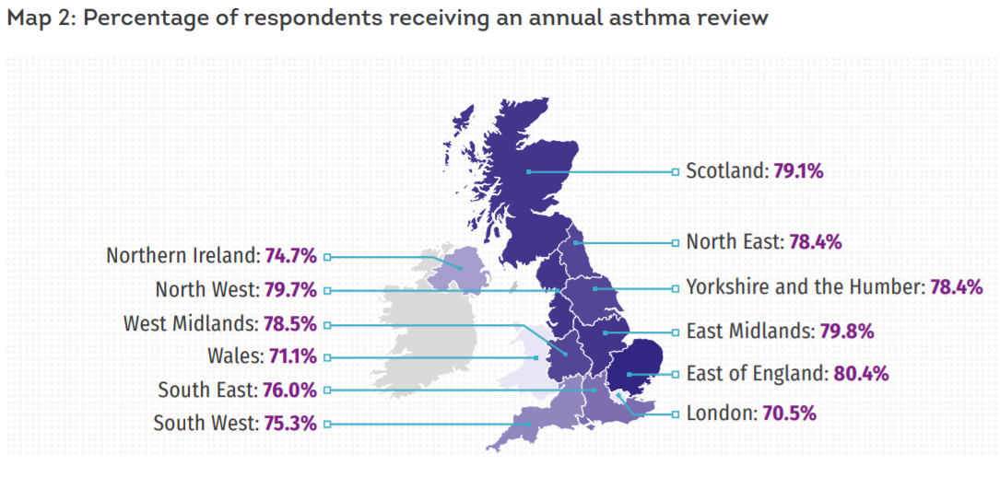 Map 2: Percentage of respondents receiving an annual asthma review
Scotland: 79.1%
North East: 78.4%
Northern Ireland: 74.7%
North West: 79.7%
Yorkshire and the Humber: 78.4%
West Midlands: 78.5%
East Midlands: 79.8%
Wales: 71.1%
East of England: 80.4%
South East: 76.0%
London: 70.5%
South West: 75.3%